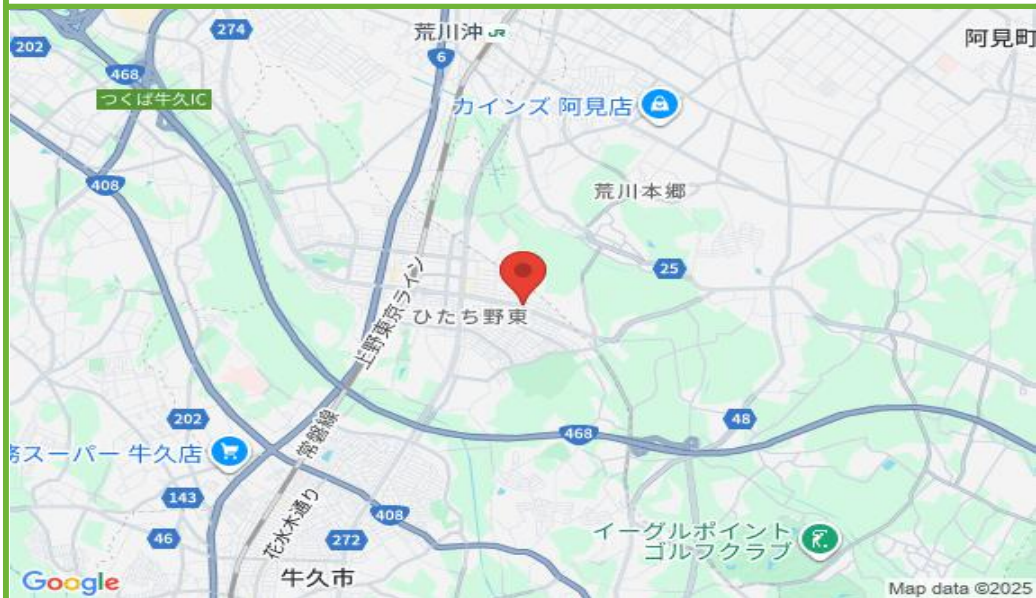 274
荒川沖 JR
202
6
阿見町
468
つくば牛久IC
カインズ 阿見店
408
荒川本郷
25
上野東京ライン
ひたち野東
202
48
468
務スーパー 牛久店
常磐線
143
花水木通り
408
イーグルポイント
ゴルフクラブ
46
272
牛久市
Google
Map data ©2025